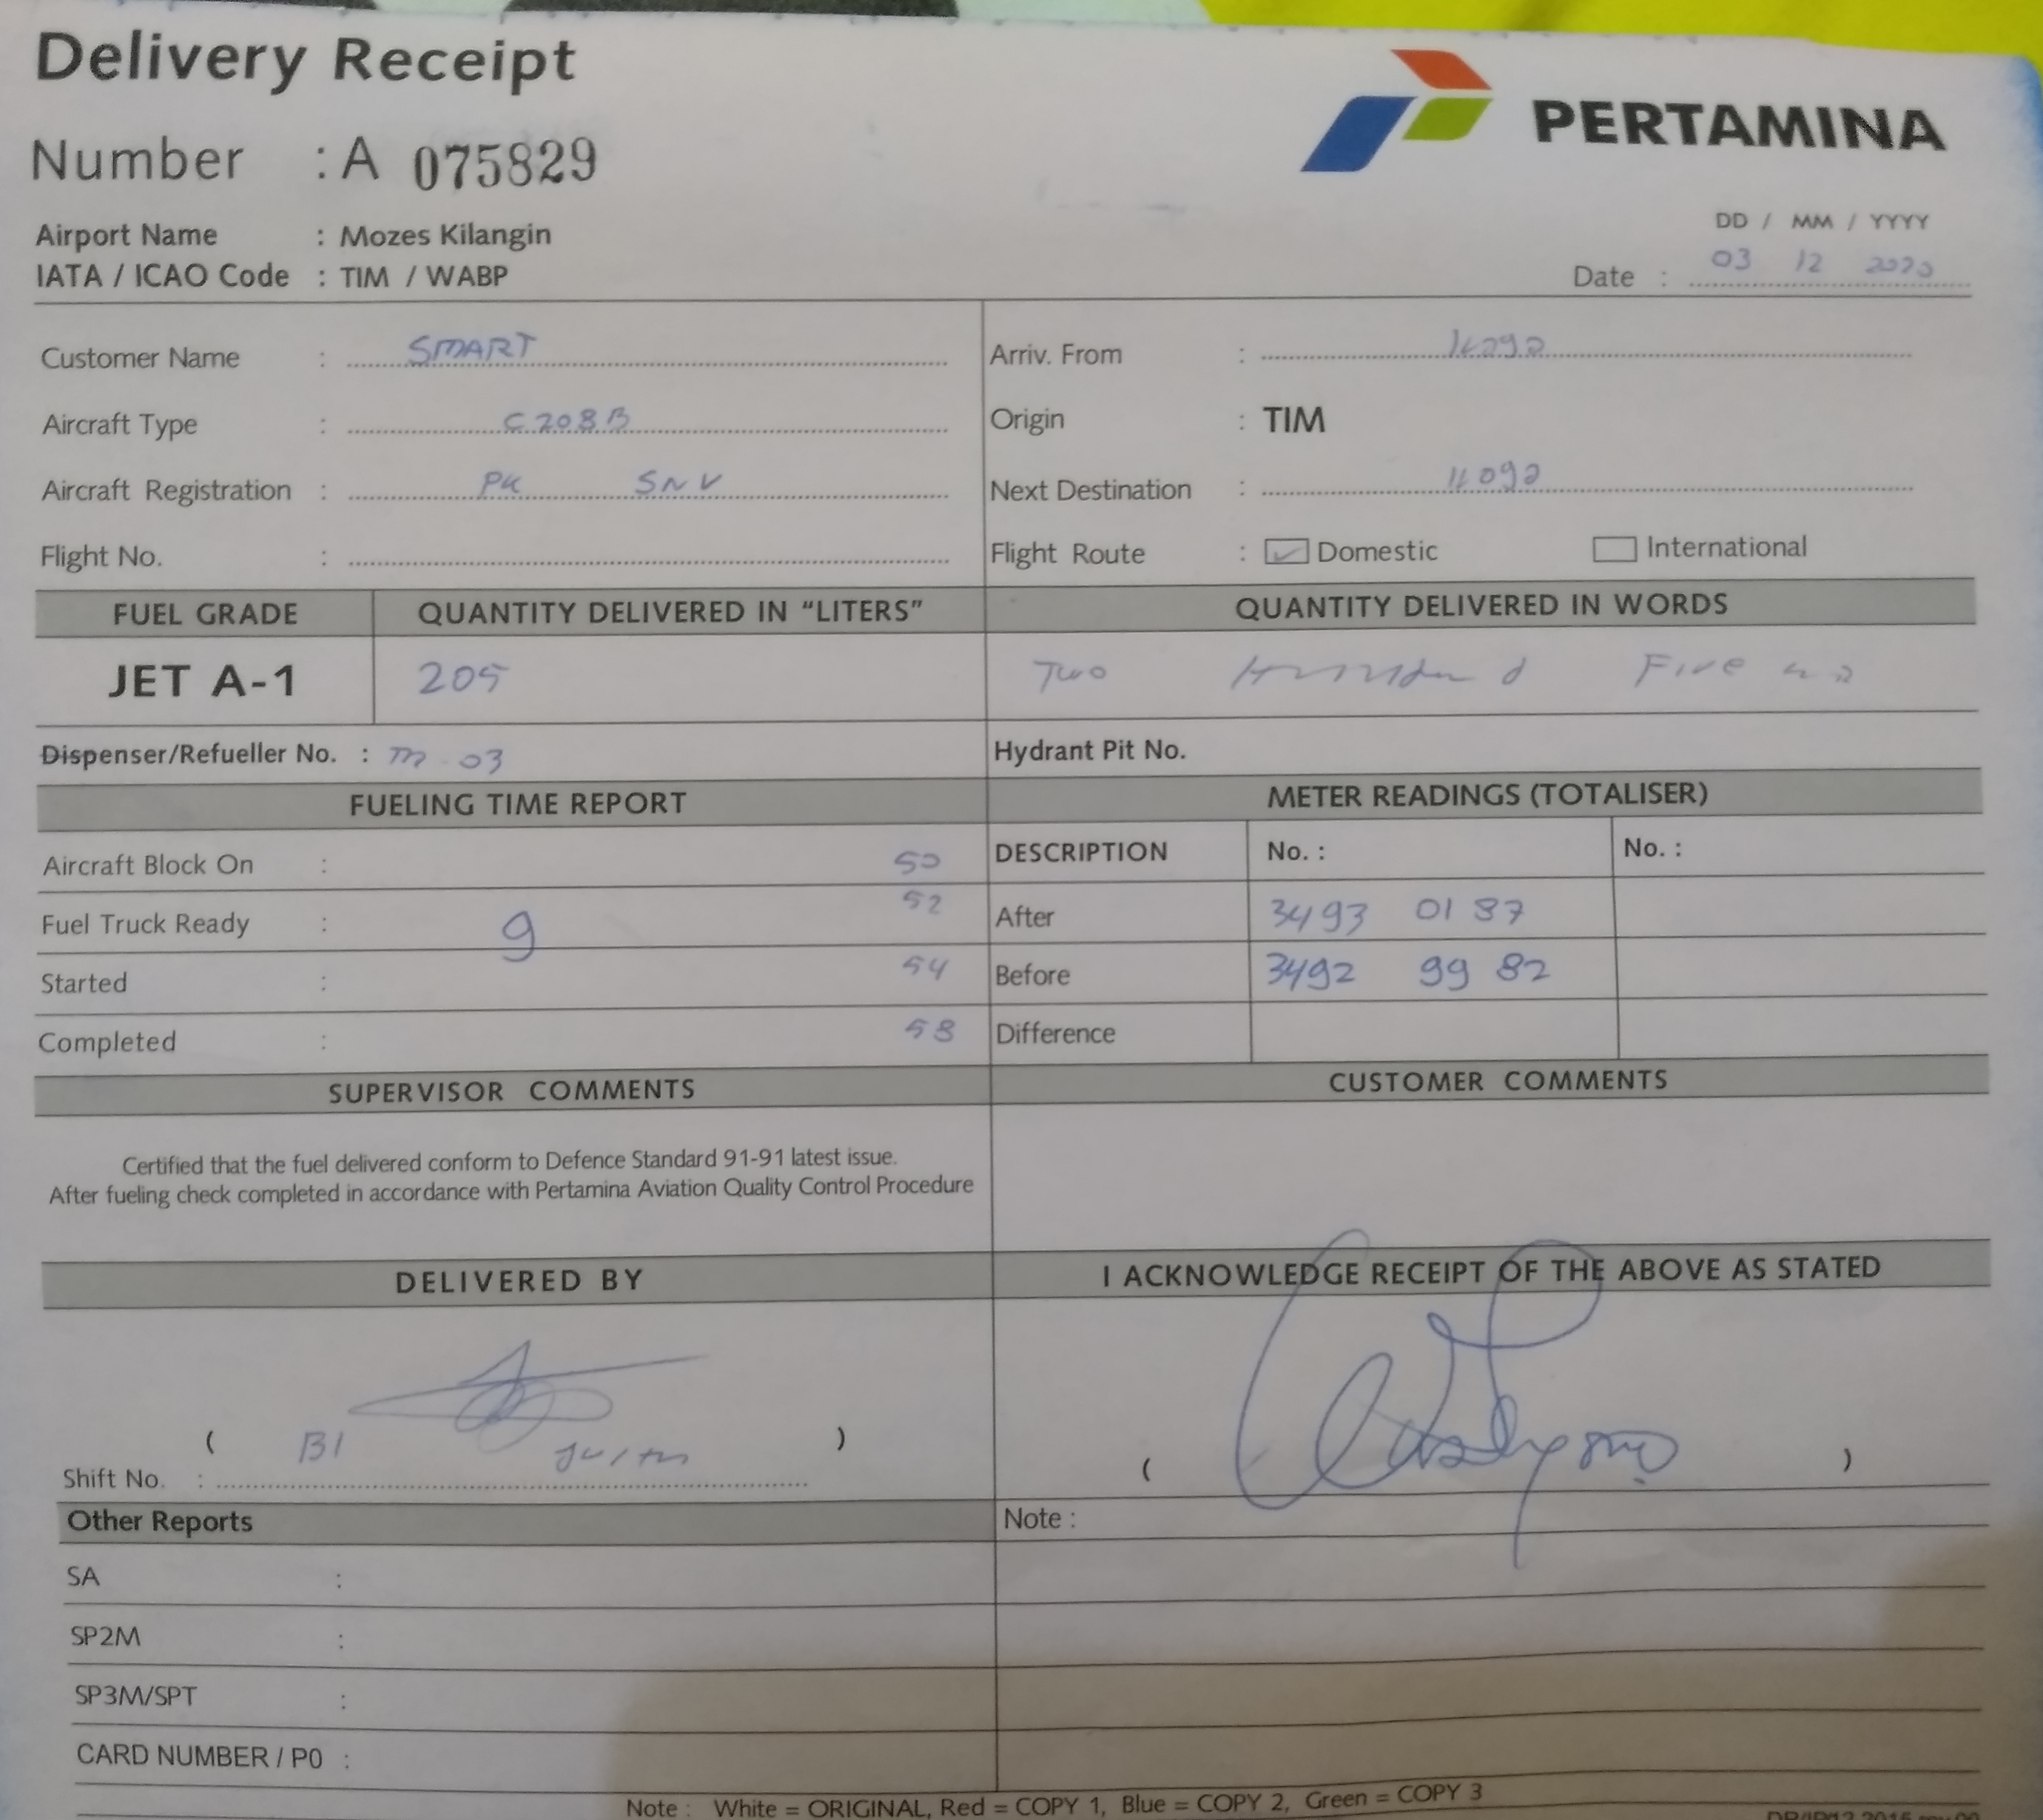 Delivery Receipt
PERTAMINA
Number : A 075829
Airport Name : Mozes Kilangin
IATA / ICAO Code : TIM / WABP
DD / MM / YYYY
Date : 03 12 2020
Customer Name : SMART
Arriv. From :
Aircraft Type : C 208 B
Origin : TIM
Aircraft Registration : PK SNV
Next Destination :
Flight No. :
Flight Route : Domestic International
FUEL GRADE QUANTITY DELIVERED IN “LITERS” QUANTITY DELIVERED IN WORDS
JET A-1 205 Two Hundred Five
Dispenser/Refueller No. : m - 03 Hydrant Pit No.
FUELING TIME REPORT METER READINGS (TOTALISER)
Aircraft Block On : 50 DESCRIPTION No. : No. :
Fuel Truck Ready : 9 52 After 3493 01 87
Started : 54 Before 3492 99 82
Completed : 58 Difference
SUPERVISOR COMMENTS CUSTOMER COMMENTS
Certified that the fuel delivered conform to Defence Standard 91-91 latest issue.
After fueling check completed in accordance with Pertamina Aviation Quality Control Procedure
DELIVERED BY I ACKNOWLEDGE RECEIPT OF THE ABOVE AS STATED
( B1 )
Shift No. :
( )
Other Reports Note :
SA :
SP2M :
SP3M/SPT :
CARD NUMBER / P0 :
Note : White = ORIGINAL, Red = COPY 1, Blue = COPY 2, Green = COPY 3